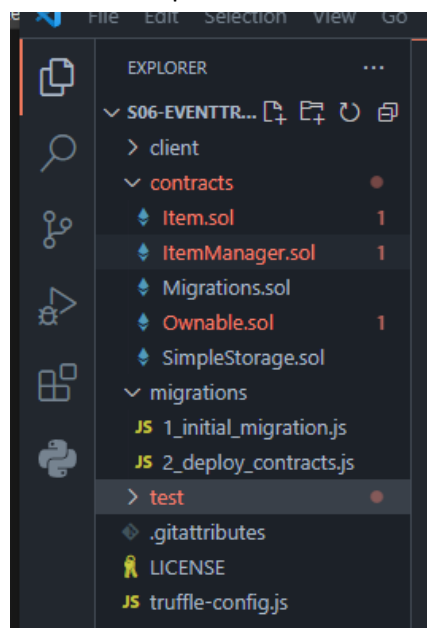 File Edit Selection View Go
EXPLORER ...
S06-EVENTTR...
client
contracts
Item.sol 1
ItemManager.sol 1
Migrations.sol
Ownable.sol 1
SimpleStorage.sol
migrations
JS 1_initial_migration.js
JS 2_deploy_contracts.js
test
.gitattributes
LICENSE
JS truffle-config.js